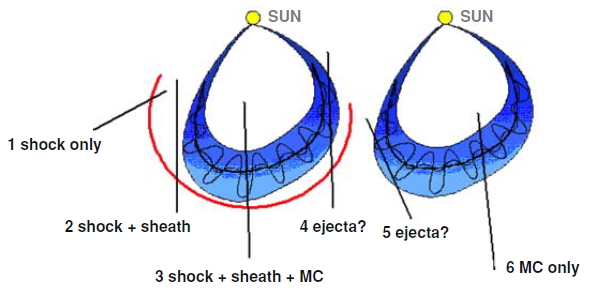 SUN
SUN
1 shock only
2 shock + sheath
4 ejecta?
5 ejecta?
3 shock + sheath + MC
6 MC only